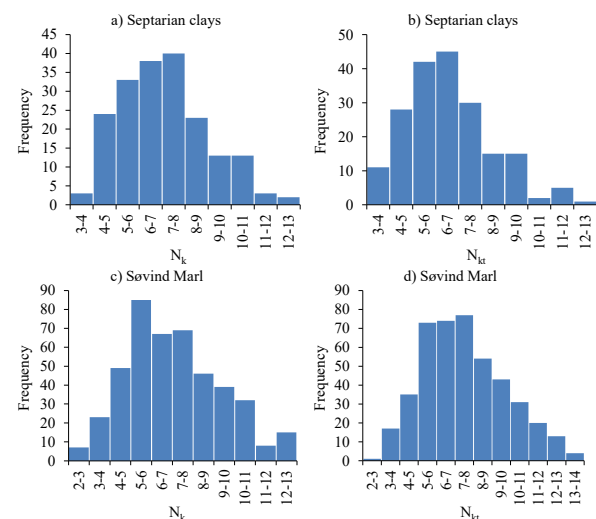 a) Septarian clays
45
40
35
30
25
20
15
10
5
0
Frequency
3-4 4-5 5-6 6-7 7-8 8-9 9-10 10-11 11-12 12-13
Nk
b) Septarian clays
50
40
30
20
10
0
Frequency
3-4 4-5 5-6 6-7 7-8 8-9 9-10 10-11 11-12 12-13
Nkt
c) Søvind Marl
90
80
70
60
50
40
30
20
10
0
Frequency
2-3 3-4 4-5 5-6 6-7 7-8 8-9 9-10 10-11 11-12 12-13
Nk
d) Søvind Marl
90
80
70
60
50
40
30
20
10
0
Frequency
2-3 3-4 4-5 5-6 6-7 7-8 8-9 9-10 10-11 11-12 12-13 13-14
Nkt